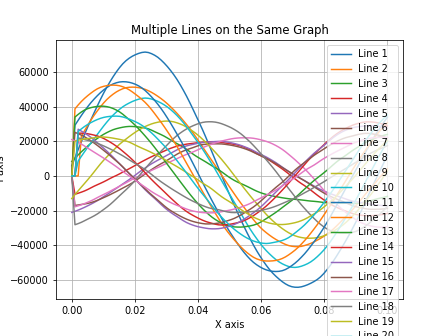 Multiple Lines on the Same Graph
60000
40000
20000
0
−20000
−40000
−60000
0.00
0.02
0.04
0.06
X axis
Line 1
Line 2
Line 3
Line 4
Line 6
Line 7
Line 8
Line 9
Line 10
Line 11
Line 12
Line 13
Line 14
Line 15
Line 16
Line 17
Line 18
Line 19
Line 20